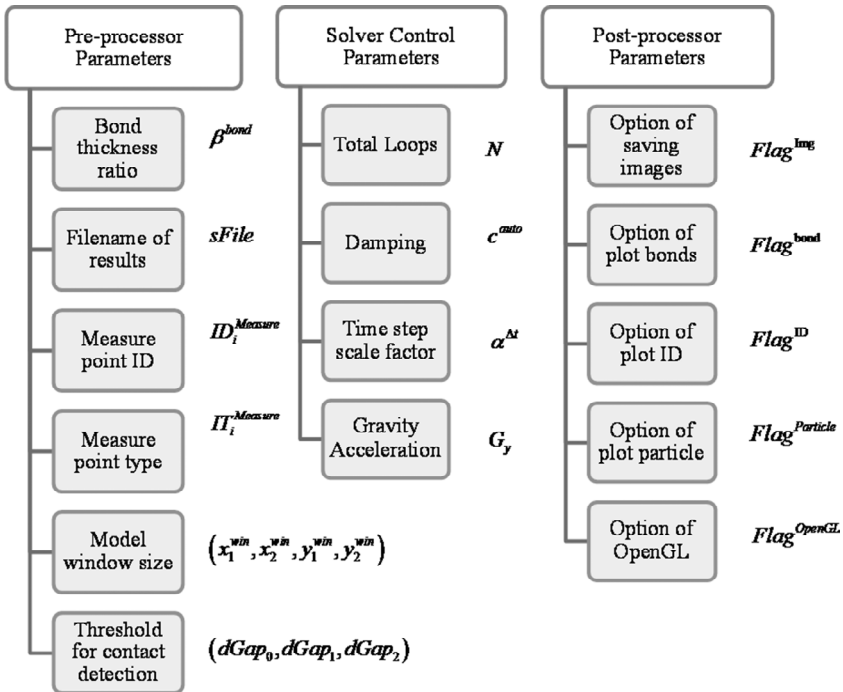 Pre-processor
Parameters
Bond
thickness
ratio
β^bond
Filename of
results
sFile
Measure
point ID
ID_i^Measure
Measure
point type
IT_i^Measure
Model
window size
(x_1^win, x_2^win, y_1^win, y_2^win)
Threshold
for contact
detection
(dGap_0, dGap_1, dGap_2)
Solver Control
Parameters
Total Loops
N
Damping
c^auto
Time step
scale factor
α^Δt
Gravity
Acceleration
G_y
Post-processor
Parameters
Option of
saving
images
Flag^Img
Option of
plot bonds
Flag^bond
Option of
plot ID
Flag^ID
Option of
plot particle
Flag^Particle
Option of
OpenGL
Flag^OpenGL